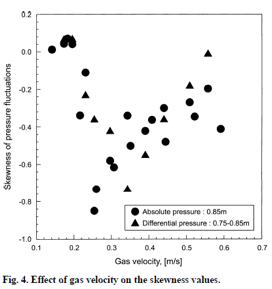 0.2
0.0
-0.2
-0.4
-0.6
-0.8
-1.0
Skewness of pressure fluctuations
Absolute pressure : 0.85m
Differential pressure : 0.75-0.85m
0.1 0.2 0.3 0.4 0.5 0.6 0.7
Gas velocity, [m/s]
Fig. 4. Effect of gas velocity on the skewness values.